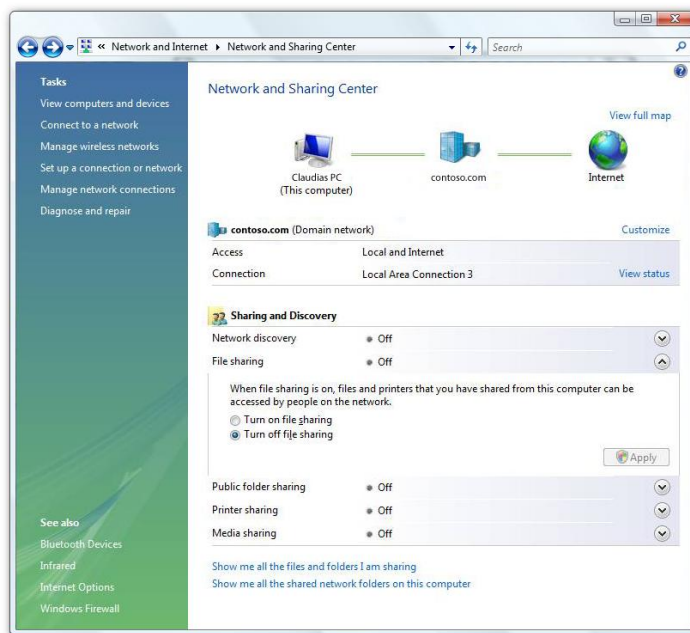 « Network and Internet ▸ Network and Sharing Center
Search
Tasks
View computers and devices
Connect to a network
Manage wireless networks
Set up a connection or network
Manage network connections
Diagnose and repair
See also
Bluetooth Devices
Infrared
Internet Options
Windows Firewall
Network and Sharing Center
View full map
Claudias PC
(This computer)
contoso.com
Internet
contoso.com (Domain network) Customize
Access Local and Internet
Connection Local Area Connection 3 View status
Sharing and Discovery
Network discovery Off
File sharing Off
When file sharing is on, files and printers that you have shared from this computer can be
accessed by people on the network.
Turn on file sharing
Turn off file sharing
Apply
Public folder sharing Off
Printer sharing Off
Media sharing Off
Show me all the files and folders I am sharing
Show me all the shared network folders on this computer